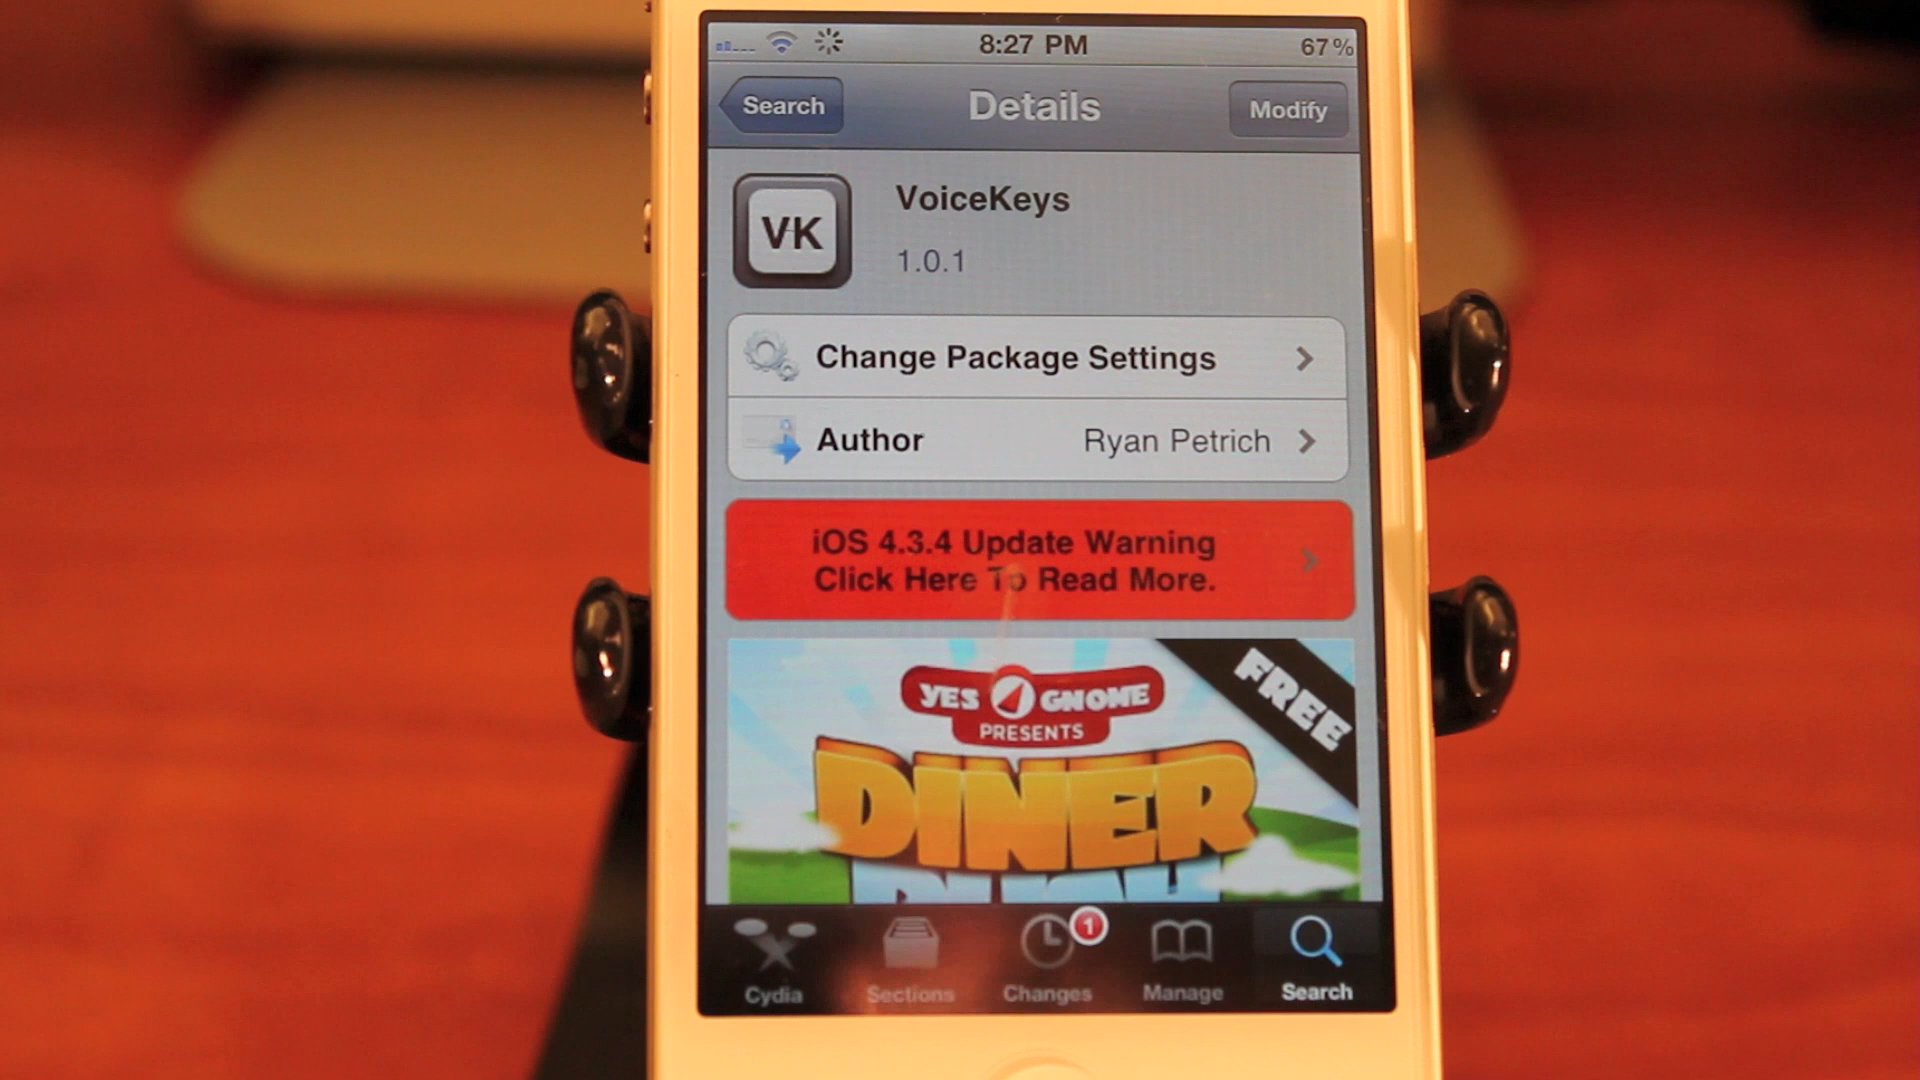 8:27 PM
67%
Search
Details
Modify
VK
VoiceKeys
1.0.1
Change Package Settings
Author
Ryan Petrich
iOS 4.3.4 Update Warning
Click Here To Read More.
FREE
YES GNOME
PRESENTS
DINER
1
Cydia
Sections
Changes
Manage
Search